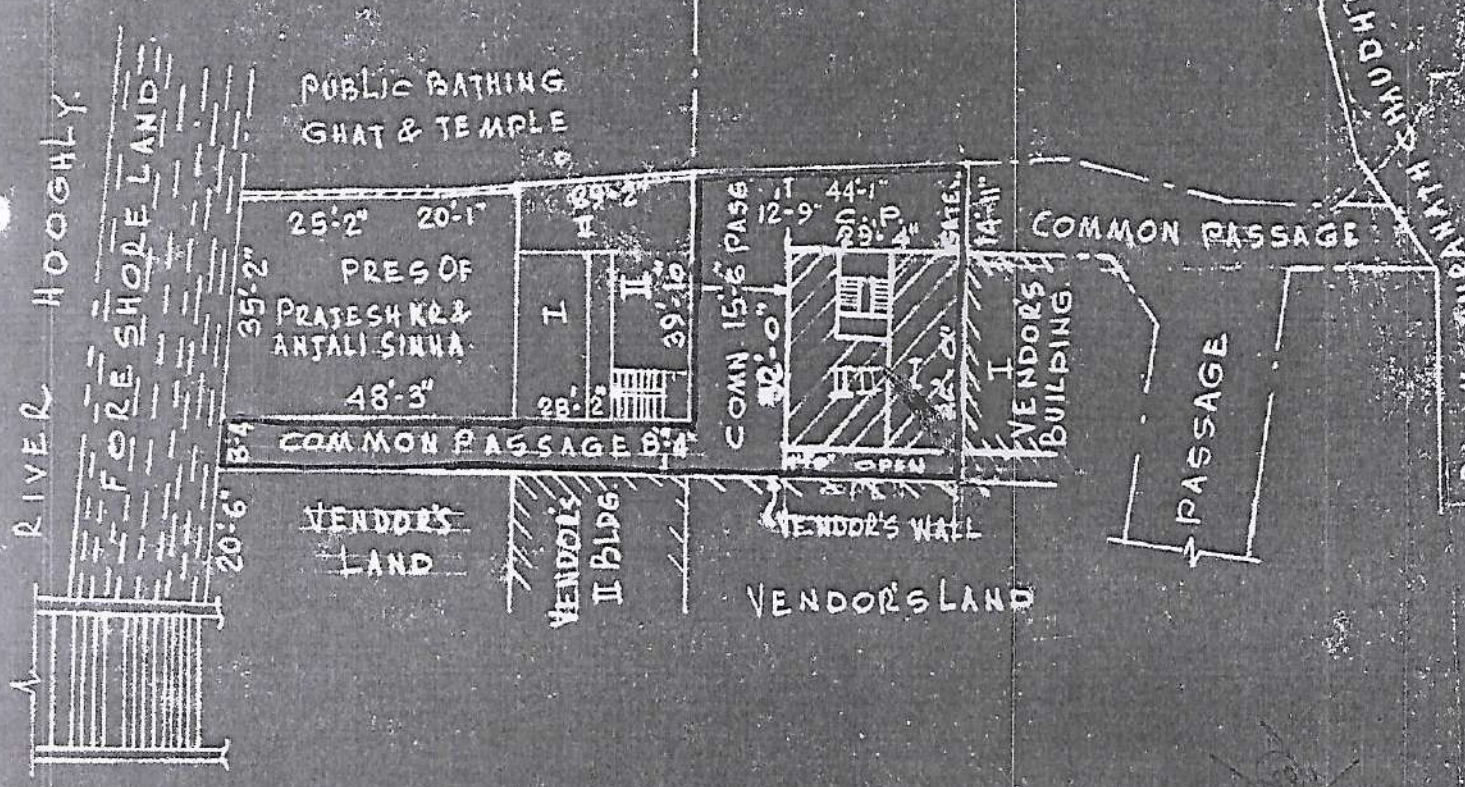 RIVER HOOGHLY.
FORE SHORE LAND
PUBLIC BATHING
GHAT & TEMPLE
25'-2" 20'-1"
35'-2"
PRES OF
PRAJESH KR &
ANJALI SINHA
48'-3"
I
II
39'-10"
28'-2"
8'-4"
COMMON PASSAGE 8'-4"
20'-6"
VENDOR'S
LAND
VENDOR'S
II BLDG.
COMN 15'-6" PASS
12'-9"
44'-1"
C. P.
29'-4"
GATE
14'-11"
III
OPEN
I
VENDOR'S
BUILDING
VENDOR'S WALL
VENDOR'S LAND
COMMON PASSAGE
PASSAGE